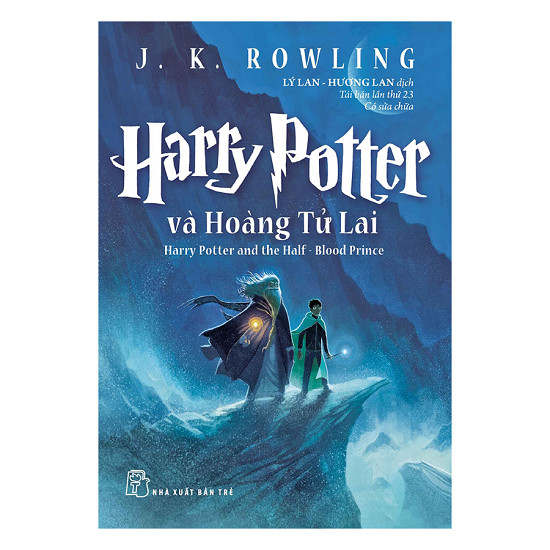 J. K. ROWLING
LÝ LAN - HƯƠNG LAN dịch
Tái bản lần thứ 23
Có sửa chữa
Harry Potter
và Hoàng Tử Lai
Harry Potter and the Half - Blood Prince
NHÀ XUẤT BẢN TRẺ